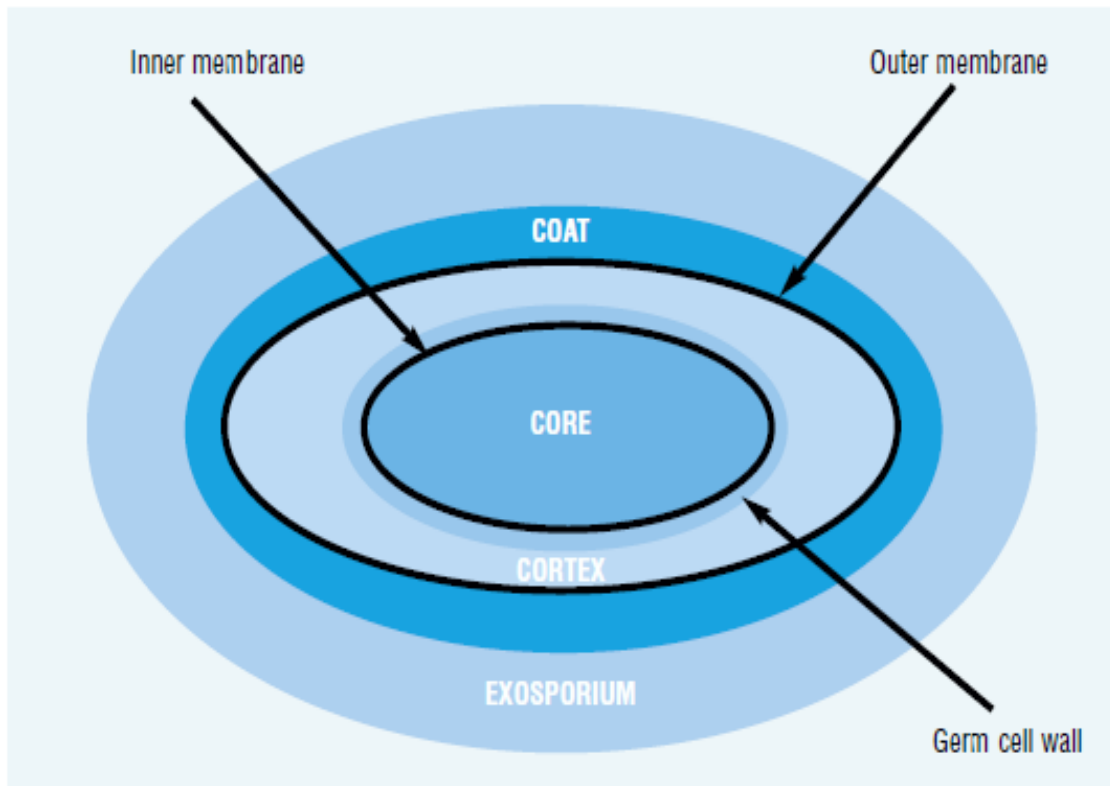 Inner membrane
Outer membrane
COAT
CORE
CORTEX
EXOSPORIUM
Germ cell wall